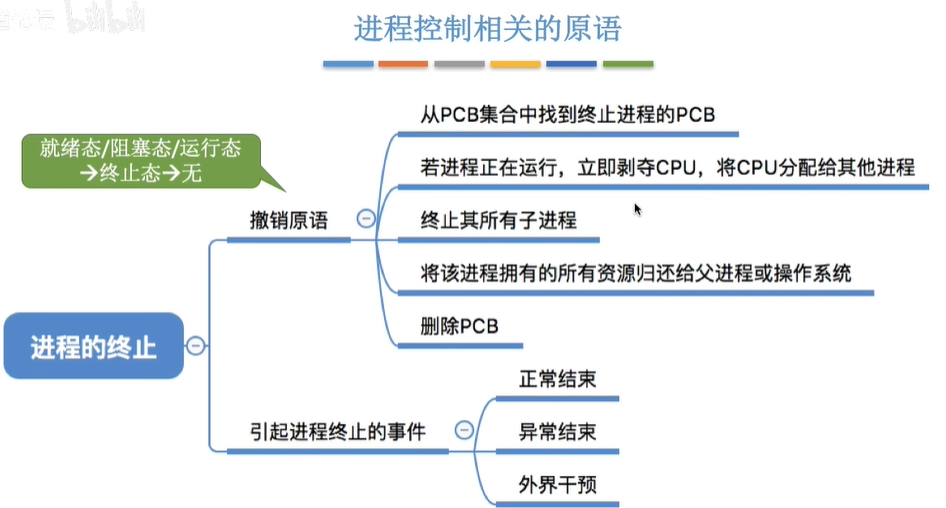 bilibili
进程控制相关的原语
从PCB集合中找到终止进程的PCB
就绪态/阻塞态/运行态
→终止态→无
若进程正在运行，立即剥夺CPU，将CPU分配给其他进程
撤销原语
终止其所有子进程
将该进程拥有的所有资源归还给父进程或操作系统
删除PCB
进程的终止
正常结束
引起进程终止的事件
异常结束
外界干预